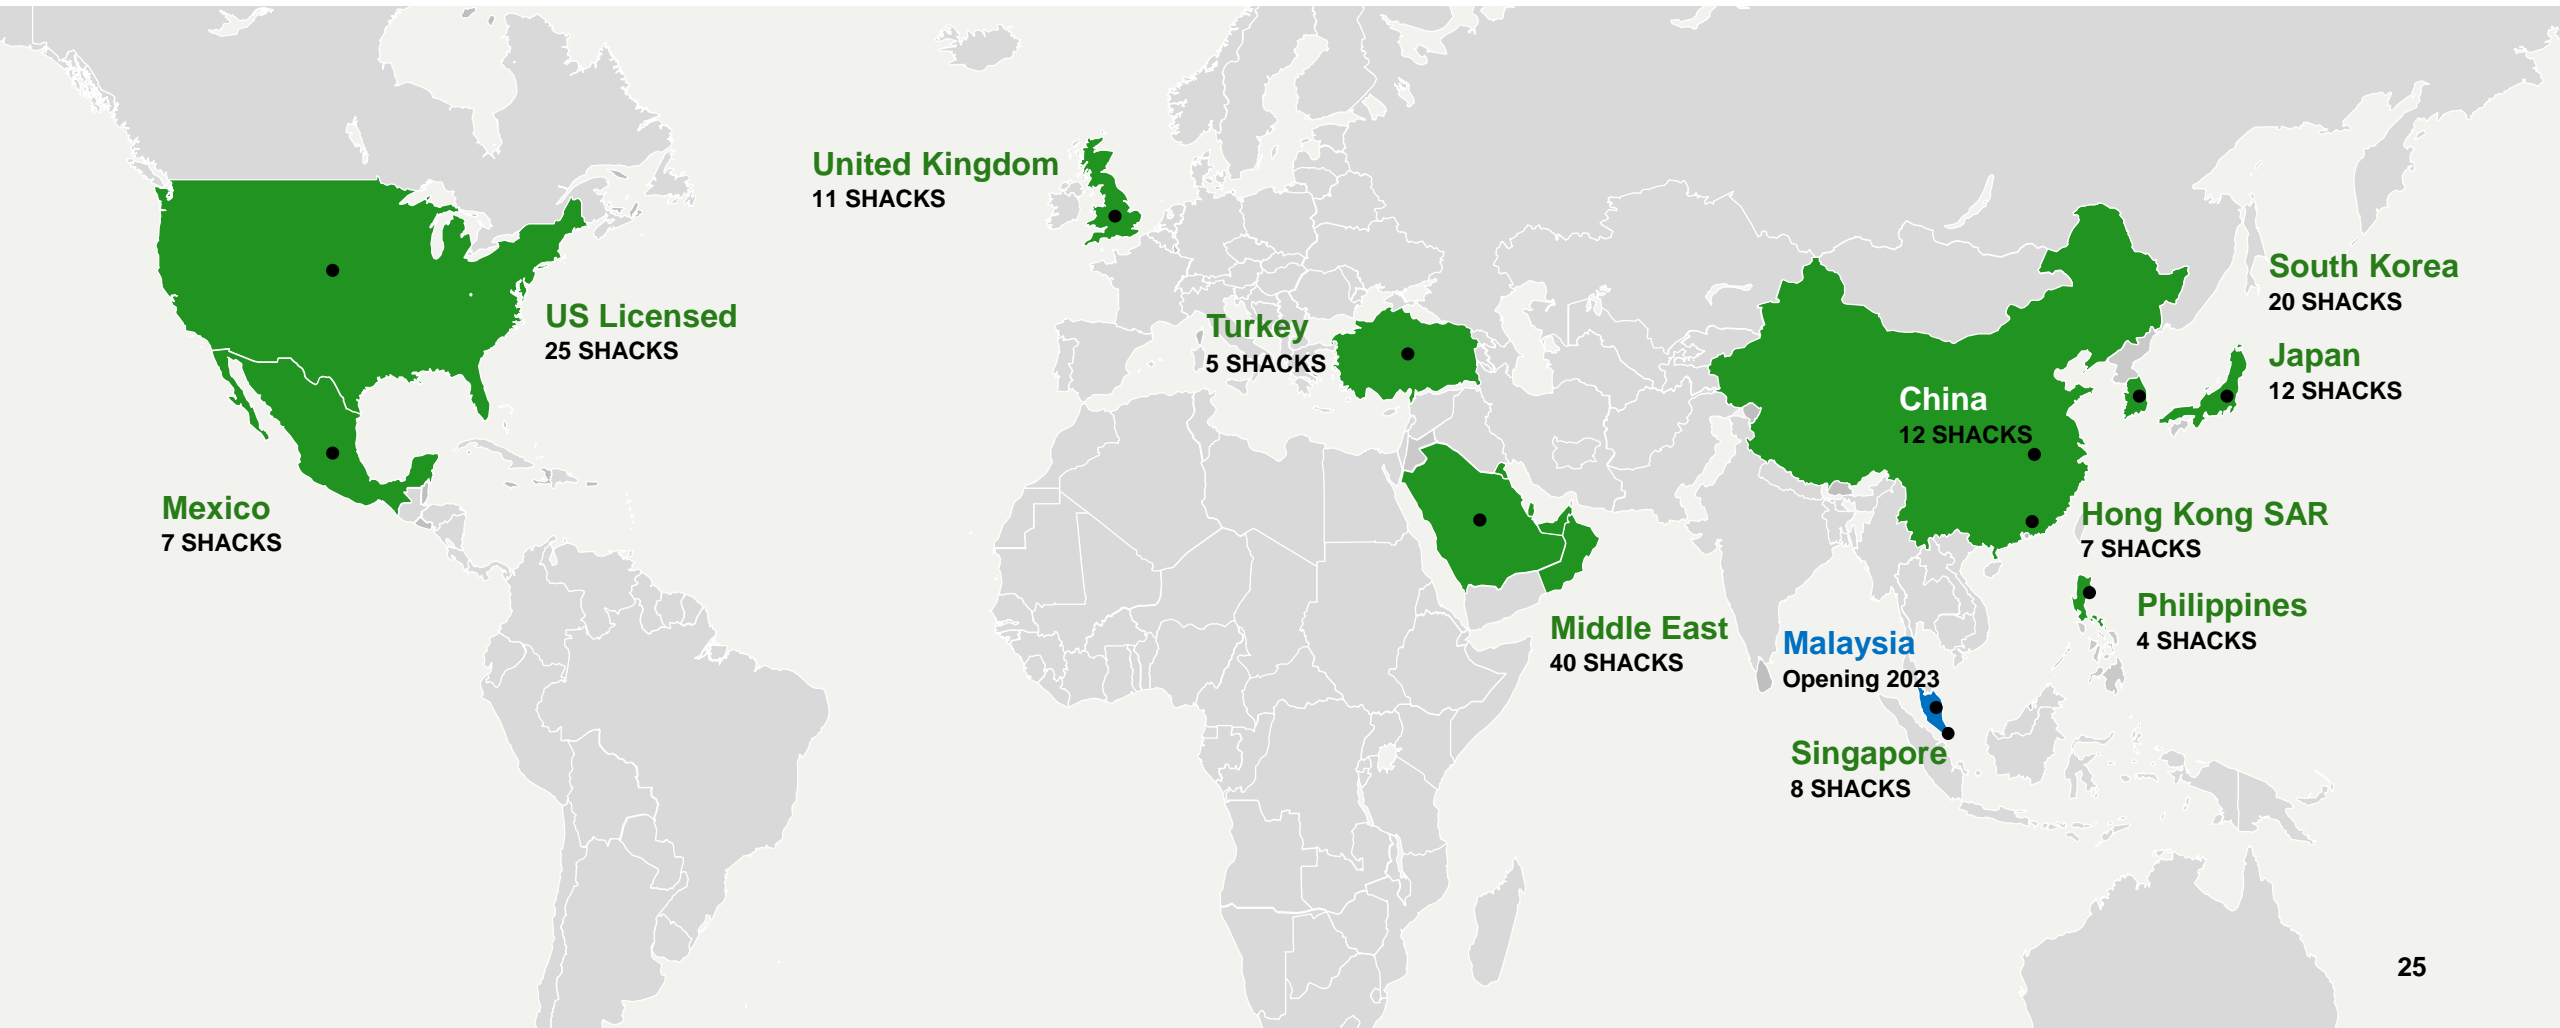 United Kingdom
11 SHACKS
US Licensed
25 SHACKS
Mexico
7 SHACKS
Turkey
5 SHACKS
Middle East
40 SHACKS
China
12 SHACKS
South Korea
20 SHACKS
Japan
12 SHACKS
Hong Kong SAR
7 SHACKS
Philippines
4 SHACKS
Malaysia
Opening 2023
Singapore
8 SHACKS
25